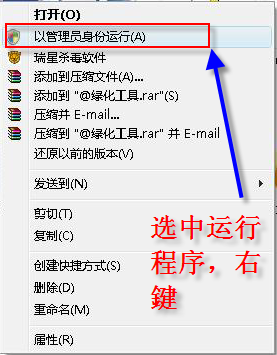 打开(O)
以管理员身份运行(A)
瑞星杀毒软件
添加到压缩文件(A)...
添加到 "@绿化工具.rar"(S)
压缩并 E-mail...
压缩到 "@绿化工具.rar" 并 E-mail
还原以前的版本(V)
发送到(N)
剪切(T)
复制(C)
创建快捷方式(S)
删除(D)
重命名(M)
属性(R)
选中运行
程序，右
鍵